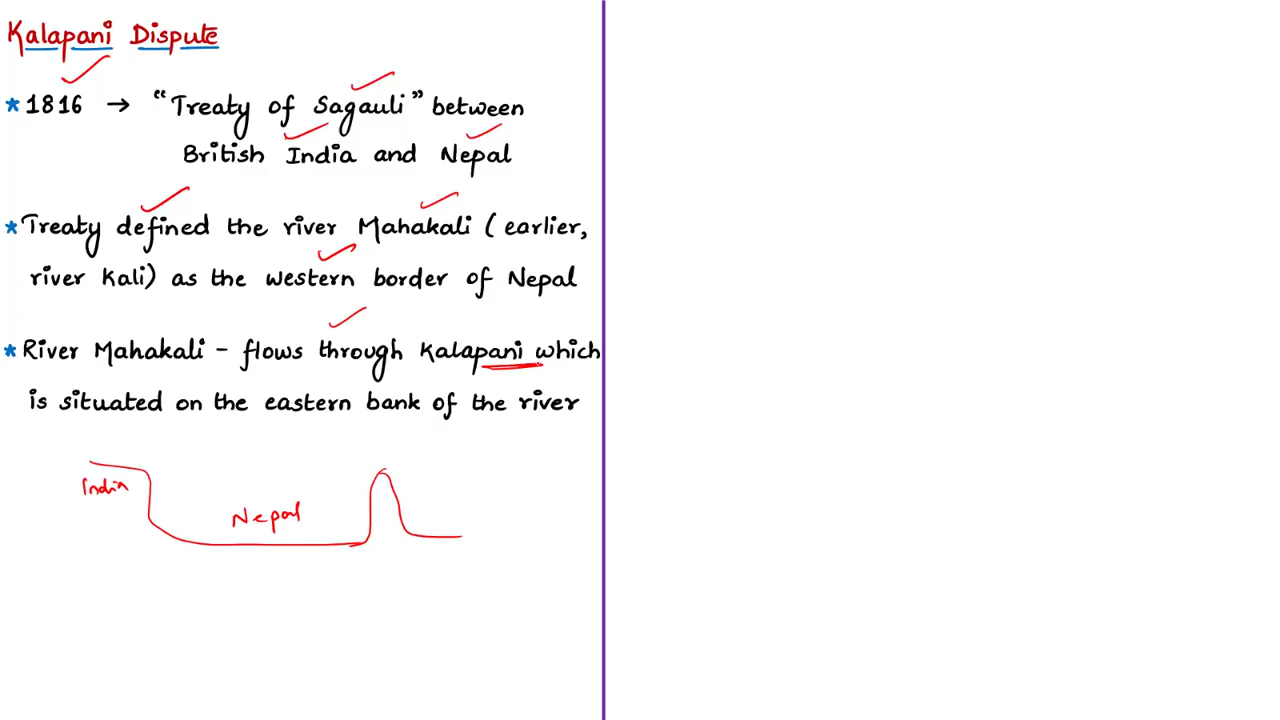 Kalapani Dispute
* 1816 → "Treaty of Sagauli" between
British India and Nepal
* Treaty defined the river Mahakali (earlier,
river Kali) as the western border of Nepal
* River Mahakali - flows through Kalapani which
is situated on the eastern bank of the river
India
Nepal